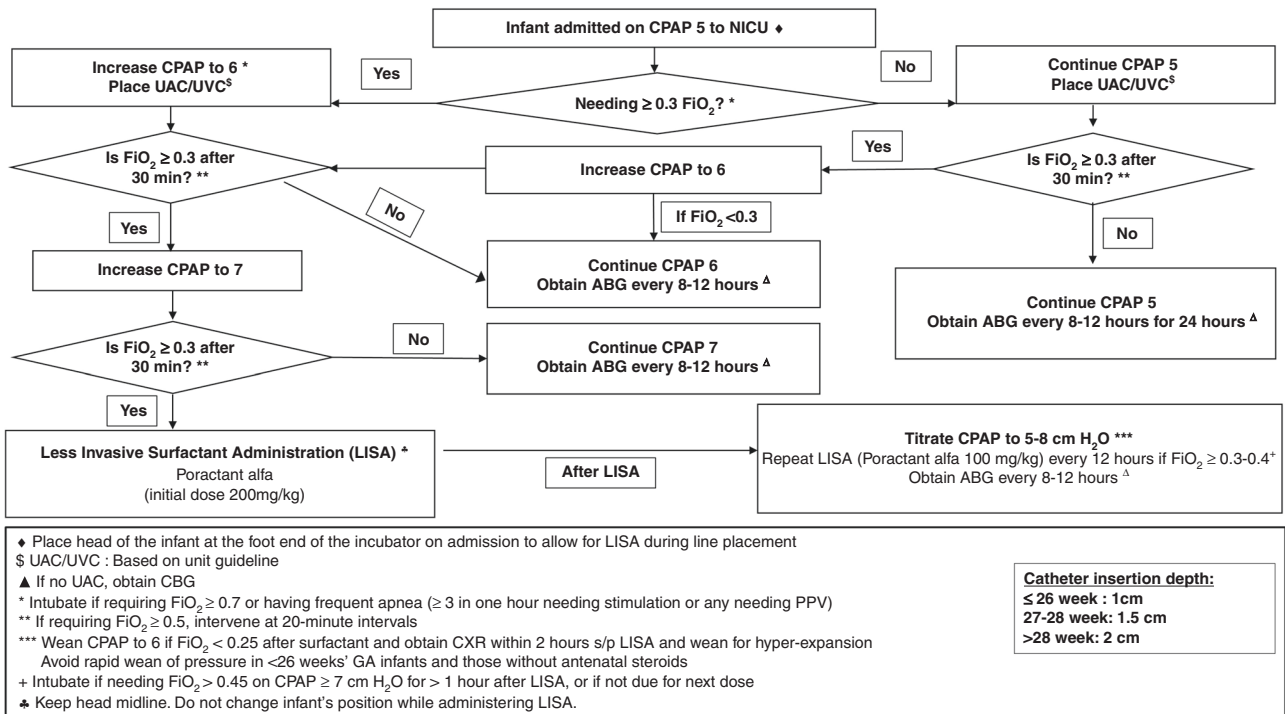 Infant admitted on CPAP 5 to NICU ♦
Increase CPAP to 6 *
Place UAC/UVC$
Yes
Needing ≥ 0.3 FiO2? *
No
Continue CPAP 5
Place UAC/UVC$
Is FiO2 ≥ 0.3 after
30 min? **
Increase CPAP to 6
Yes
Is FiO2 ≥ 0.3 after
30 min? **
No
If FiO2 <0.3
Yes
No
Increase CPAP to 7
Continue CPAP 6
Obtain ABG every 8-12 hours Δ
Continue CPAP 5
Obtain ABG every 8-12 hours for 24 hours Δ
Is FiO2 ≥ 0.3 after
30 min? **
No
Continue CPAP 7
Obtain ABG every 8-12 hours Δ
Yes
Less Invasive Surfactant Administration (LISA) ♣
Poractant alfa
(initial dose 200mg/kg)
After LISA
Titrate CPAP to 5-8 cm H2O ***
Repeat LISA (Poractant alfa 100 mg/kg) every 12 hours if FiO2 ≥ 0.3-0.4+
Obtain ABG every 8-12 hours Δ
♦ Place head of the infant at the foot end of the incubator on admission to allow for LISA during line placement
$ UAC/UVC : Based on unit guideline
▲ If no UAC, obtain CBG
* Intubate if requiring FiO2 ≥ 0.7 or having frequent apnea (≥ 3 in one hour needing stimulation or any needing PPV)
** If requiring FiO2 ≥ 0.5, intervene at 20-minute intervals
*** Wean CPAP to 6 if FiO2 < 0.25 after surfactant and obtain CXR within 2 hours s/p LISA and wean for hyper-expansion
Avoid rapid wean of pressure in <26 weeks' GA infants and those without antenatal steroids
+ Intubate if needing FiO2 > 0.45 on CPAP ≥ 7 cm H2O for > 1 hour after LISA, or if not due for next dose
♣ Keep head midline. Do not change infant's position while administering LISA.
Catheter insertion depth:
≤ 26 week : 1cm
27-28 week: 1.5 cm
>28 week: 2 cm